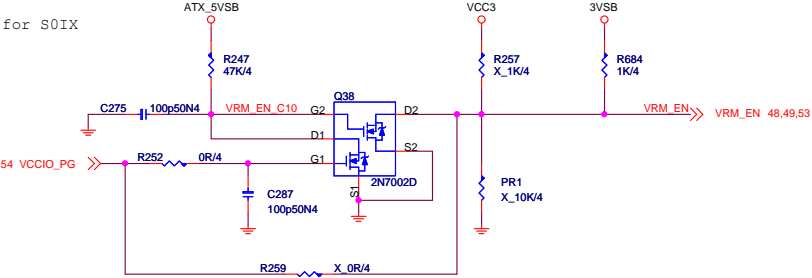 ATX_5VSB VCC3 3VSB
for S0IX
R247
47K/4
R257
X_1K/4
R684
1K/4
C275 100p50N4
VRM_EN_C10
Q38
G2 D2
VRM_EN
VRM_EN 48,49,53
D1
S2
54 VCCIO_PG
R252 0R/4
G1
S1
2N7002D
C287
100p50N4
PR1
X_10K/4
R259 X_0R/4